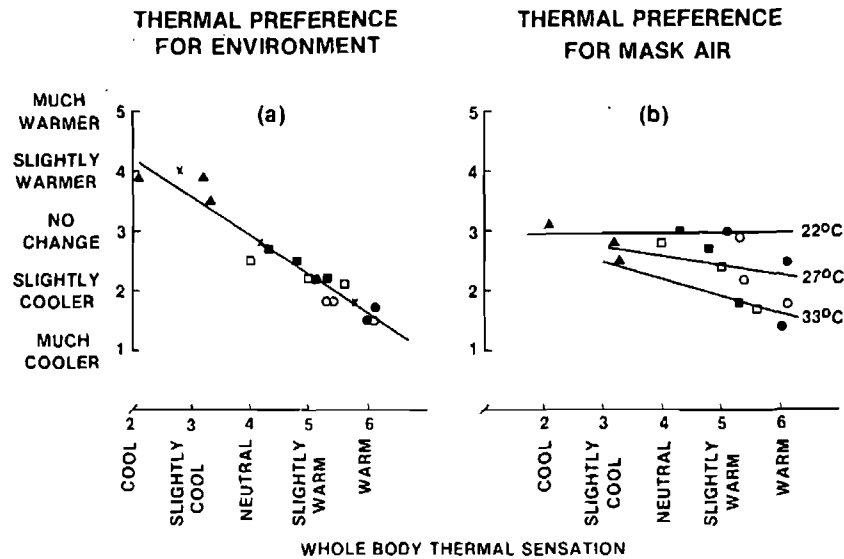 THERMAL PREFERENCE
FOR ENVIRONMENT
THERMAL PREFERENCE
FOR MASK AIR
(a)
(b)
MUCH
WARMER
SLIGHTLY
WARMER
NO
CHANGE
SLIGHTLY
COOLER
MUCH
COOLER
5
4
3
2
1
5
4
3
2
1
22°C
27°C
33°C
2
3
4
5
6
2
3
4
5
6
COOL
SLIGHTLY
COOL
NEUTRAL
SLIGHTLY
WARM
WARM
COOL
SLIGHTLY
COOL
NEUTRAL
SLIGHTLY
WARM
WARM
WHOLE BODY THERMAL SENSATION